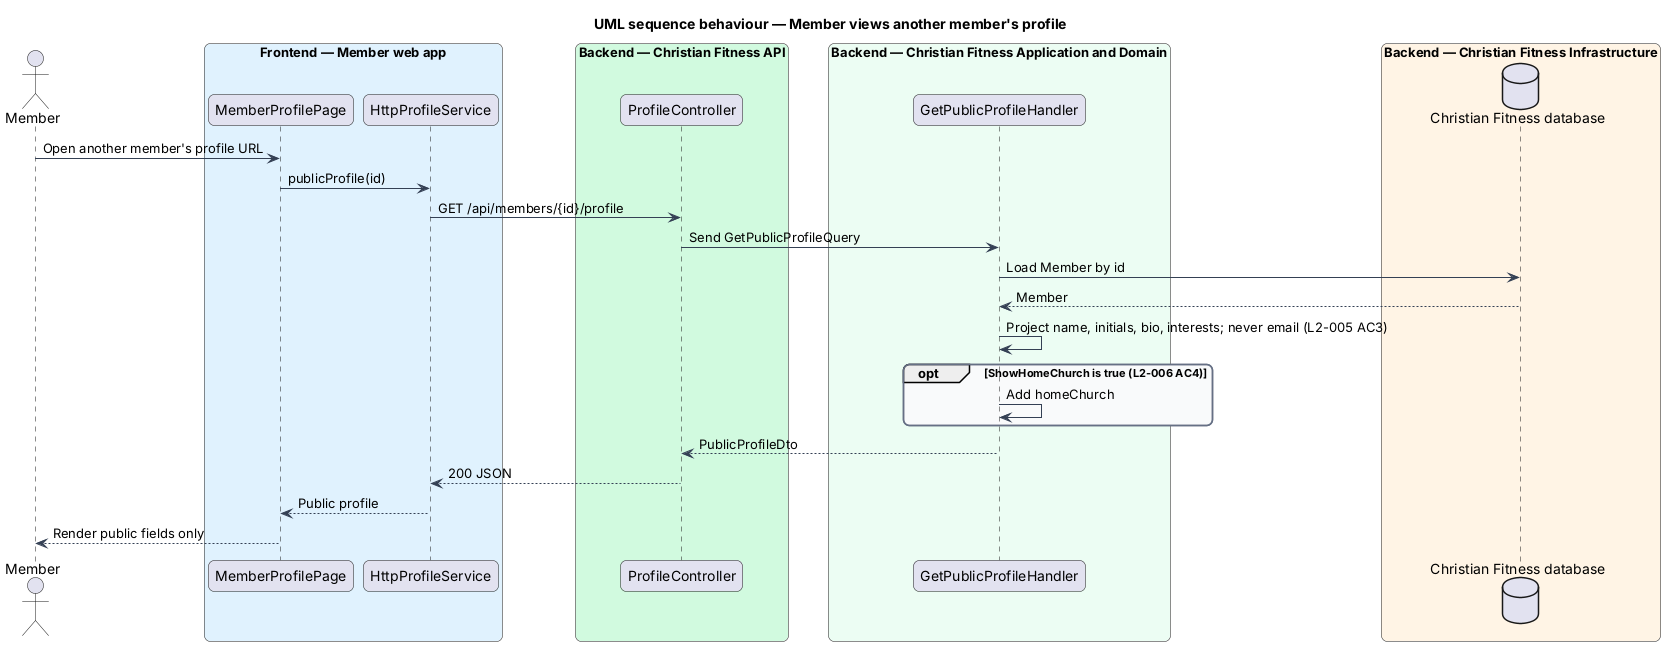 UML sequence behaviour — Member views another member's profile
Frontend — Member web app
Backend — Christian Fitness API
Backend — Christian Fitness Application and Domain
Backend — Christian Fitness Infrastructure
Member
MemberProfilePage
HttpProfileService
ProfileController
GetPublicProfileHandler
Christian Fitness database
Open another member's profile URL
publicProfile(id)
GET /api/members/{id}/profile
Send GetPublicProfileQuery
Load Member by id
Member
Project name, initials, bio, interests; never email (L2-005 AC3)
opt
[ShowHomeChurch is true (L2-006 AC4)]
Add homeChurch
PublicProfileDto
200 JSON
Public profile
Render public fields only
Member
MemberProfilePage
HttpProfileService
ProfileController
GetPublicProfileHandler
Christian Fitness database